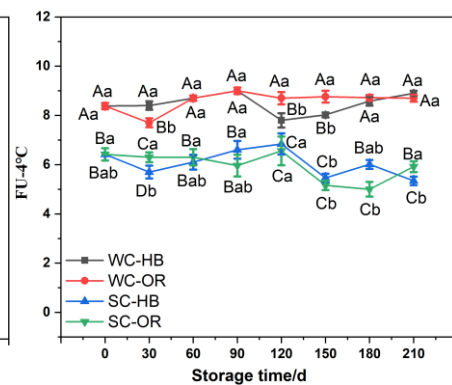 12
10
8
6
4
2
0
FU-4℃
Aa Aa Aa Aa Aa Aa Aa
Aa Bb Aa Aa Bb Bb Aa Aa
Ba Ca Ba Ba Ca Cb Bab Ba
Bab Db Bab Bab Ca Cb Cb Cb
WC-HB
WC-OR
SC-HB
SC-OR
0 30 60 90 120 150 180 210
Storage time/d